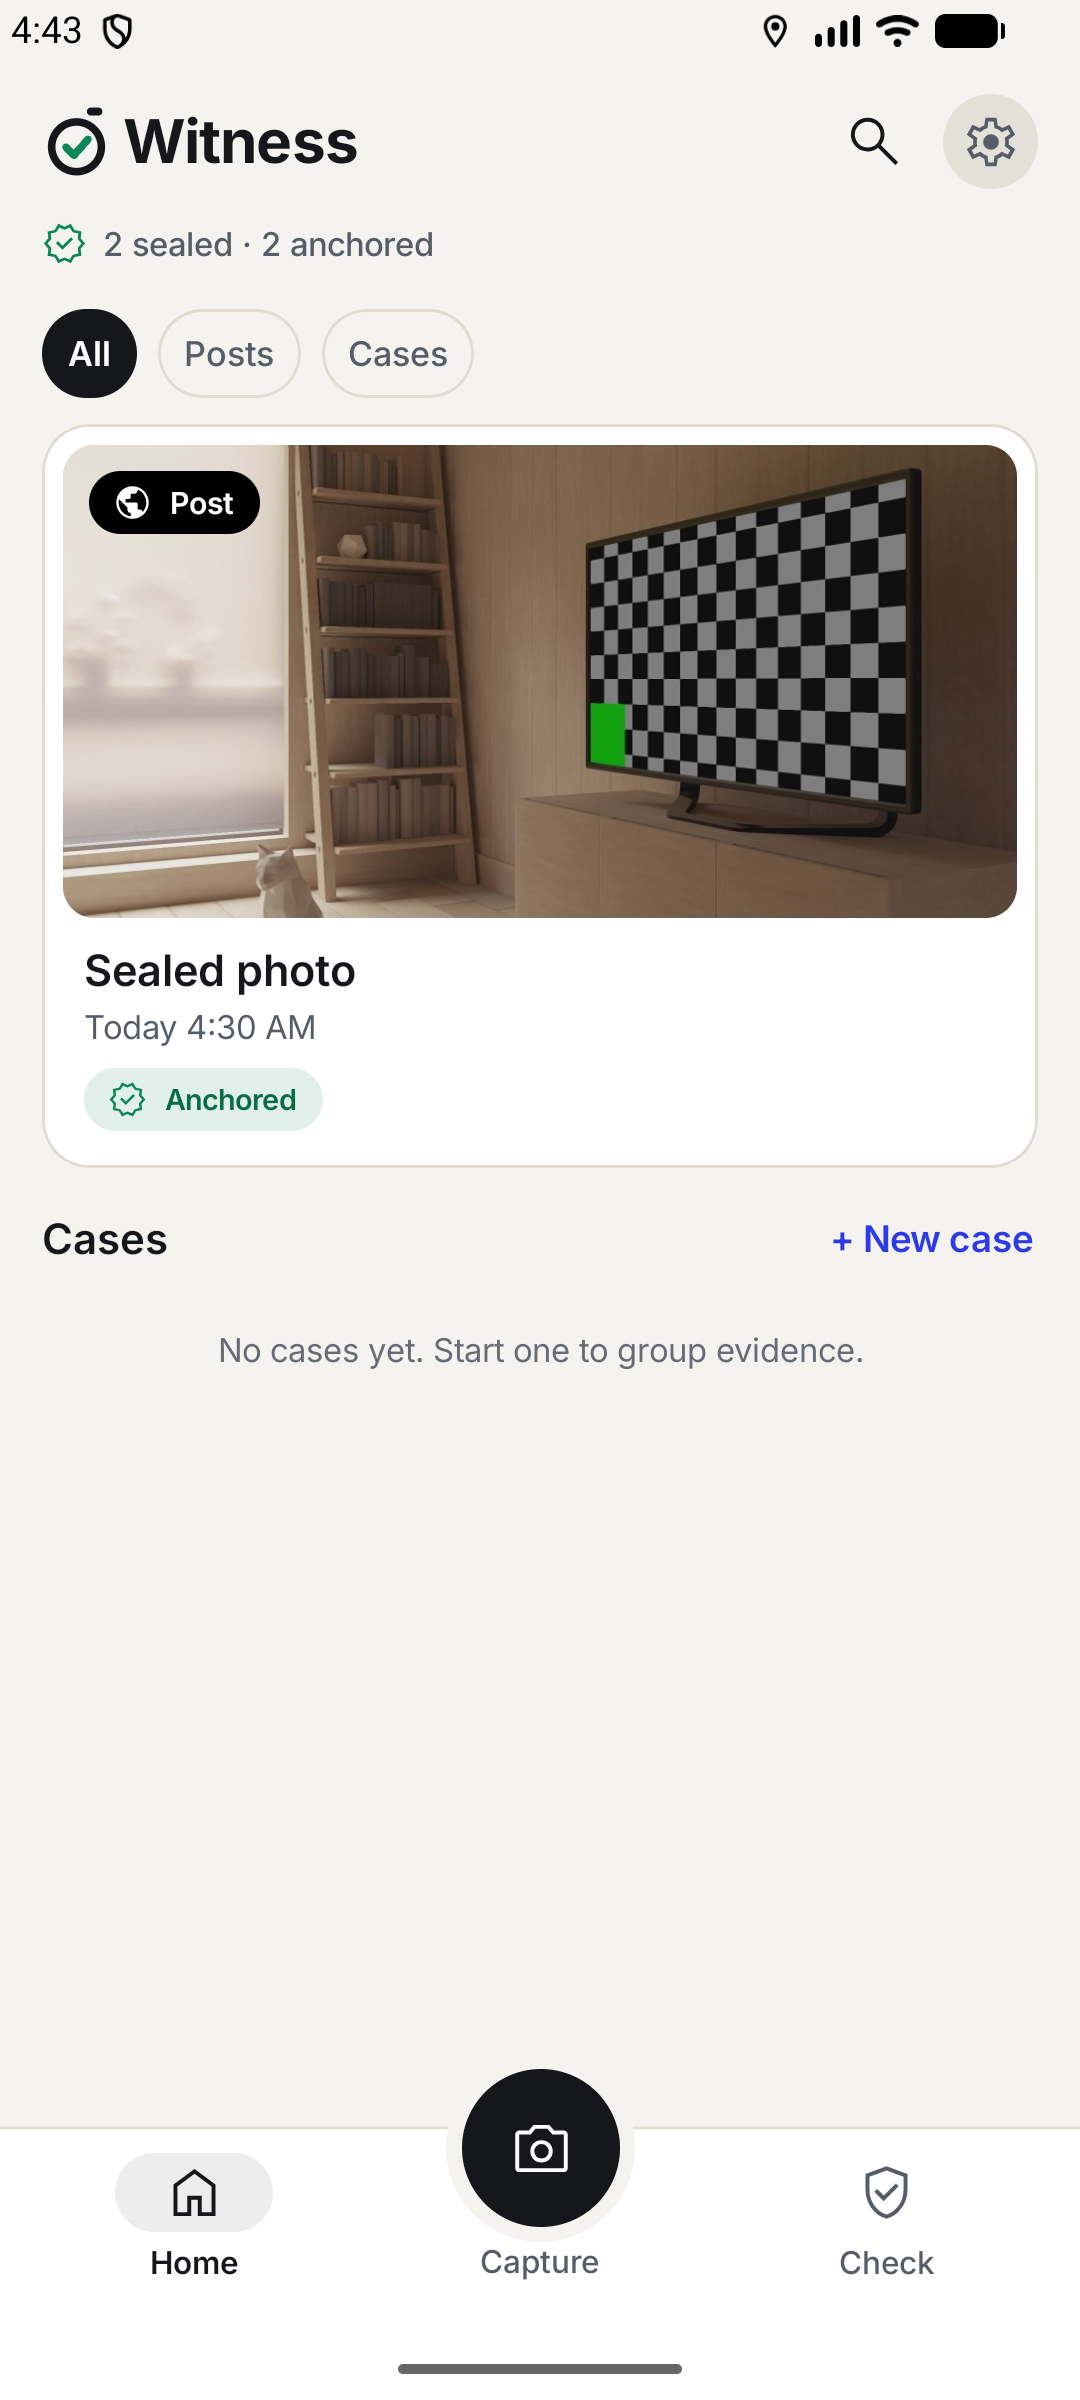 4:43
Witness
2 sealed · 2 anchored
All
Posts
Cases
Post
Sealed photo
Today 4:30 AM
Anchored
Cases
+ New case
No cases yet. Start one to group evidence.
Home
Capture
Check